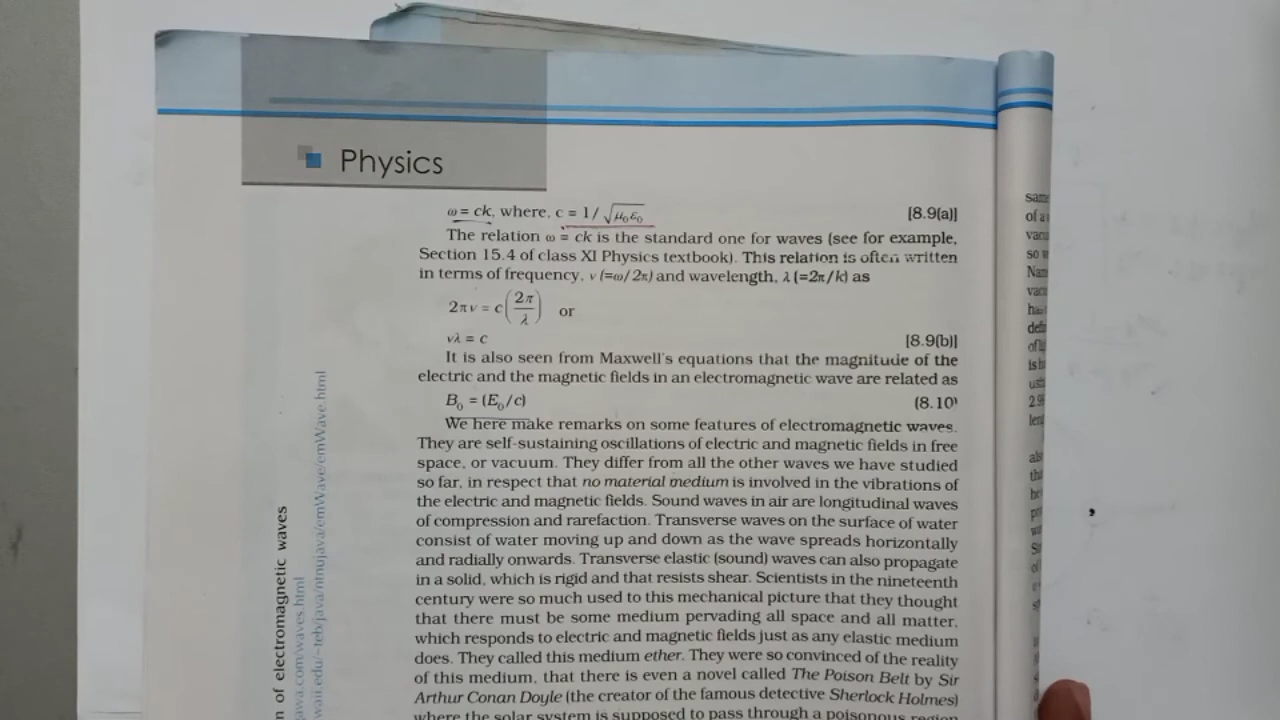 Physics
ω = ck, where, c = 1/ √μ₀ε₀ [8.9(a)]
The relation ω = ck is the standard one for waves (see for example,
Section 15.4 of class XI Physics textbook). This relation is often written
in terms of frequency, ν (=ω/2π) and wavelength, λ (=2π/k) as
2πν = c(2π/λ) or
νλ = c [8.9(b)]
It is also seen from Maxwell's equations that the magnitude of the
electric and the magnetic fields in an electromagnetic wave are related as
B₀ = (E₀/c) (8.10)
We here make remarks on some features of electromagnetic waves.
They are self-sustaining oscillations of electric and magnetic fields in free
space, or vacuum. They differ from all the other waves we have studied
so far, in respect that no material medium is involved in the vibrations of
the electric and magnetic fields. Sound waves in air are longitudinal waves
of compression and rarefaction. Transverse waves on the surface of water
consist of water moving up and down as the wave spreads horizontally
and radially onwards. Transverse elastic (sound) waves can also propagate
in a solid, which is rigid and that resists shear. Scientists in the nineteenth
century were so much used to this mechanical picture that they thought
that there must be some medium pervading all space and all matter,
which responds to electric and magnetic fields just as any elastic medium
does. They called this medium ether. They were so convinced of the reality
of this medium, that there is even a novel called The Poison Belt by Sir
Arthur Conan Doyle (the creator of the famous detective Sherlock Holmes)
where the solar system is supposed to pass through a poisonous region
of electromagnetic waves
awa.com/waves.html
waii.edu/~teb/java/ntnujava/emWave/emWave.html
same